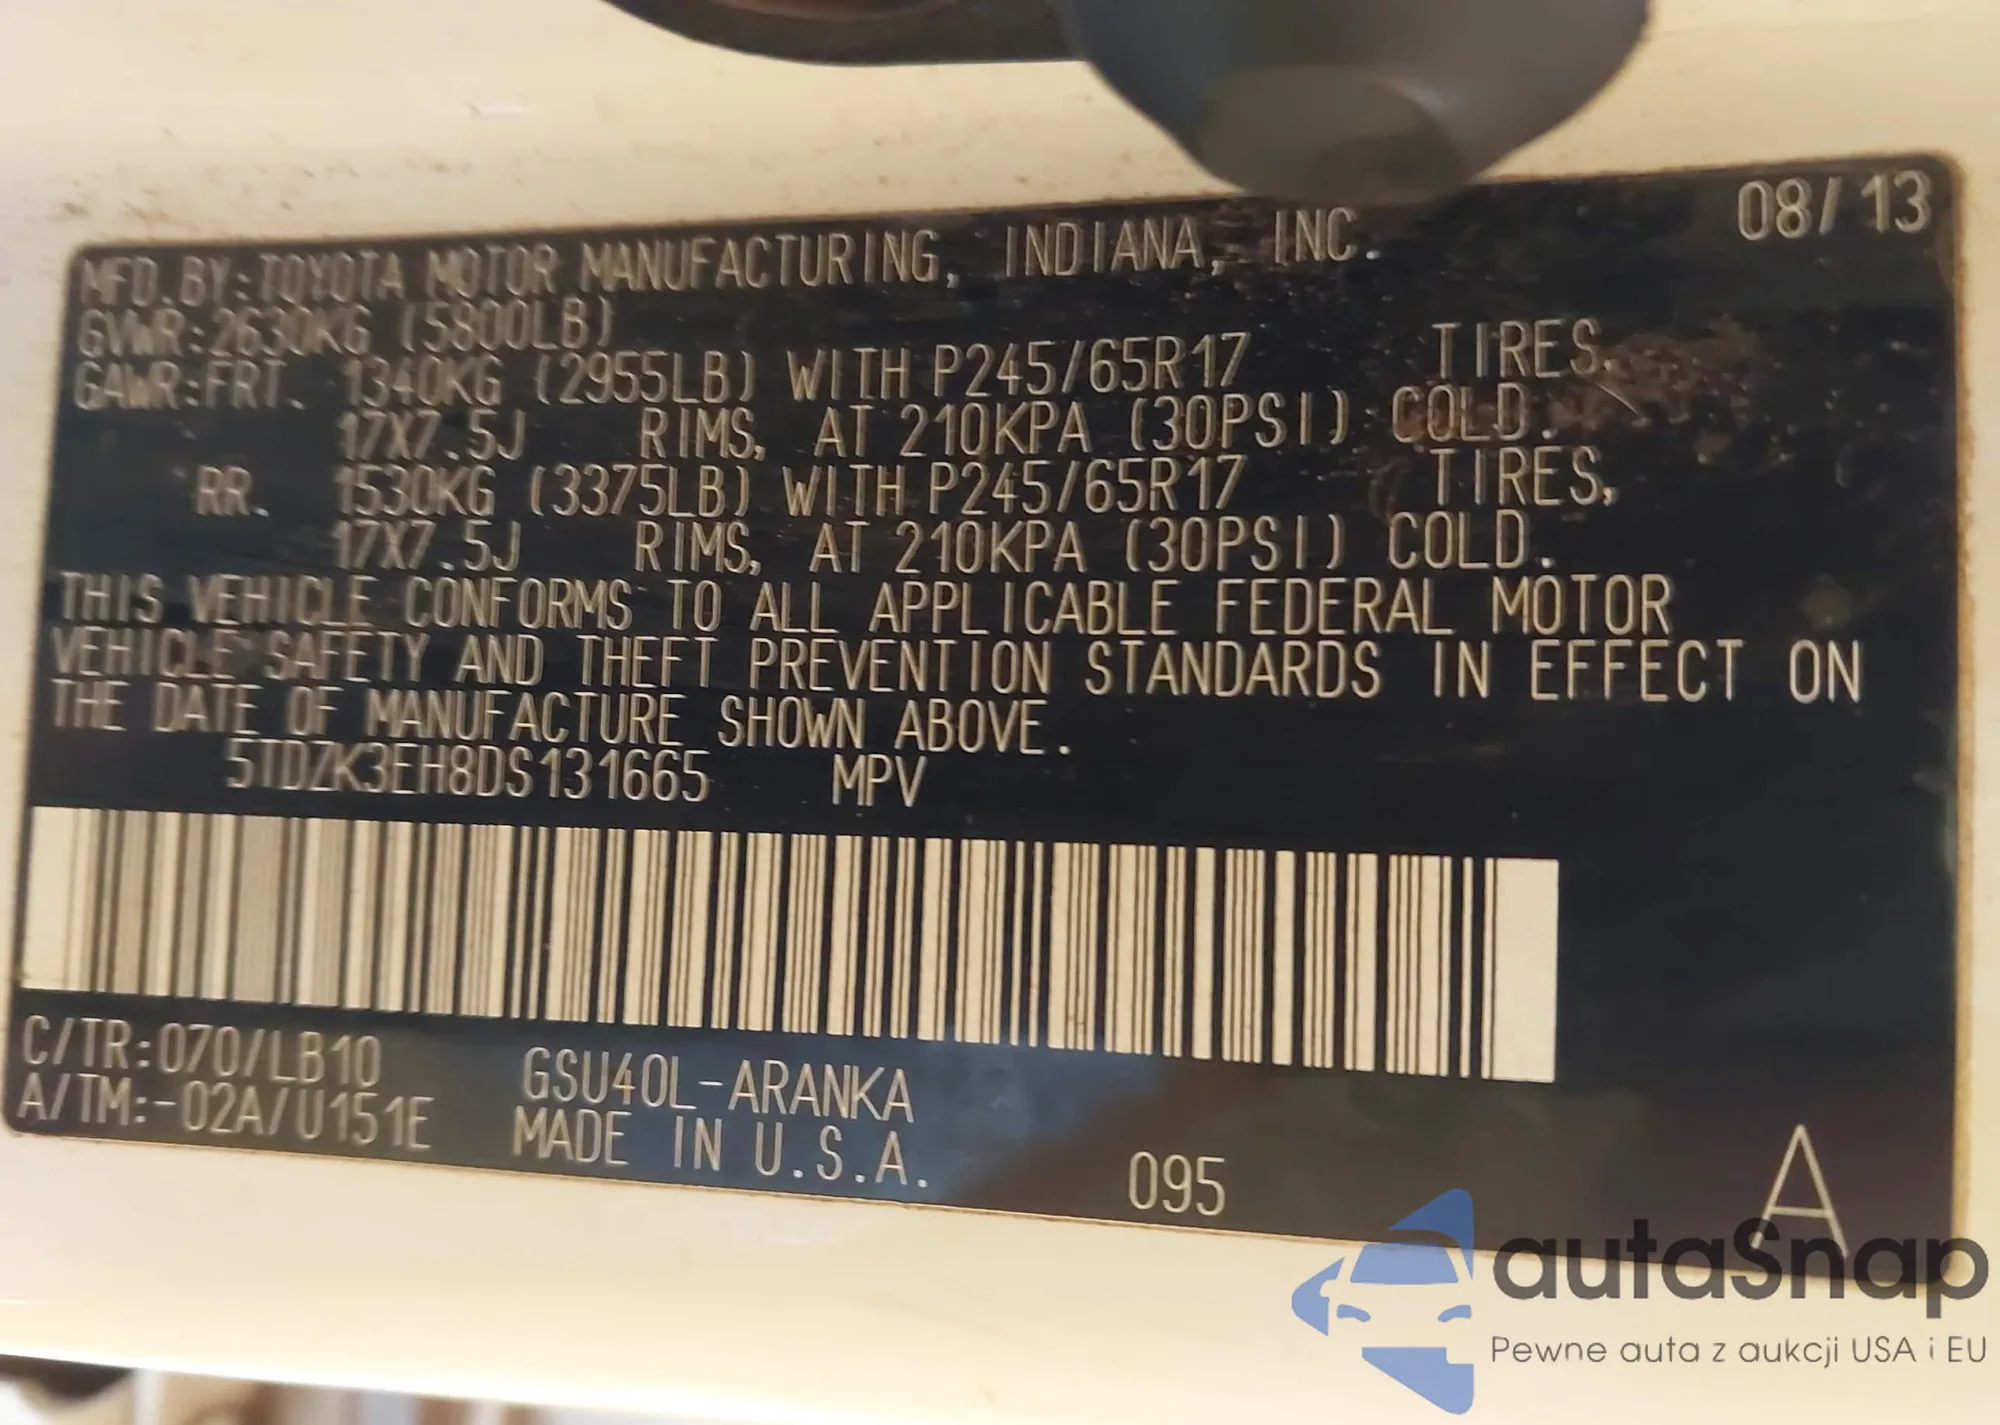 08/13
MFD.BY:TOYOTA MOTOR MANUFACTURING, INDIANA, INC.
GVWR:2630KG (5800LB)
GAWR:FRT. 1340KG (2955LB) WITH P245/65R17 TIRES,
17X7.5J RIMS, AT 210KPA (30PSI) COLD.
RR. 1530KG (3375LB) WITH P245/65R17 TIRES,
17X7.5J RIMS, AT 210KPA (30PSI) COLD.
THIS VEHICLE CONFORMS TO ALL APPLICABLE FEDERAL MOTOR
VEHICLE SAFETY AND THEFT PREVENTION STANDARDS IN EFFECT ON
THE DATE OF MANUFACTURE SHOWN ABOVE.
5TDZK3EH8DS131665 MPV
C/TR:070/LB10 GSU40L-ARANKA
A/TM:-02A/U151E MADE IN U.S.A.
095 A
autaSnap
Pewne auta z aukcji USA i EU